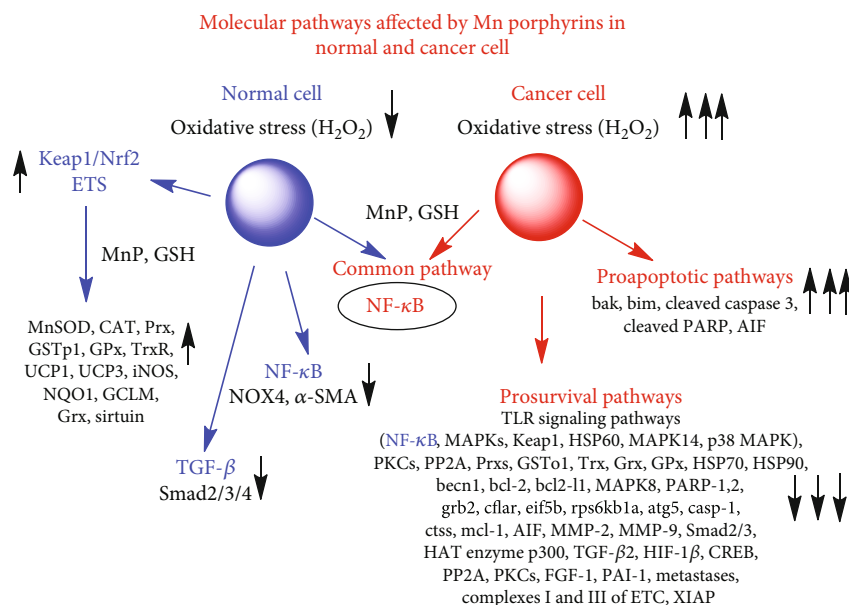 Molecular pathways affected by Mn porphyrins in
normal and cancer cell
Normal cell
Oxidative stress (H₂O₂)
Cancer cell
Oxidative stress (H₂O₂)
Keap1/Nrf2
ETS
MnP, GSH
MnSOD, CAT, Prx,
GSTp1, GPx, TrxR,
UCP1, UCP3, iNOS,
NQO1, GCLM,
Grx, sirtuin
TGF-β
Smad2/3/4
NF-κB
NOX4, α-SMA
MnP, GSH
Common pathway
NF-κB
Proapoptotic pathways
bak, bim, cleaved caspase 3,
cleaved PARP, AIF
Prosurvival pathways
TLR signaling pathways
(NF-κB, MAPKs, Keap1, HSP60, MAPK14, p38 MAPK),
PKCs, PP2A, Prxs, GSTo1, Trx, Grx, GPx, HSP70, HSP90,
becn1, bcl-2, bcl2-l1, MAPK8, PARP-1,2,
grb2, cflar, eif5b, rps6kb1a, atg5, casp-1,
ctss, mcl-1, AIF, MMP-2, MMP-9, Smad2/3,
HAT enzyme p300, TGF-β2, HIF-1β, CREB,
PP2A, PKCs, FGF-1, PAI-1, metastases,
complexes I and III of ETC, XIAP